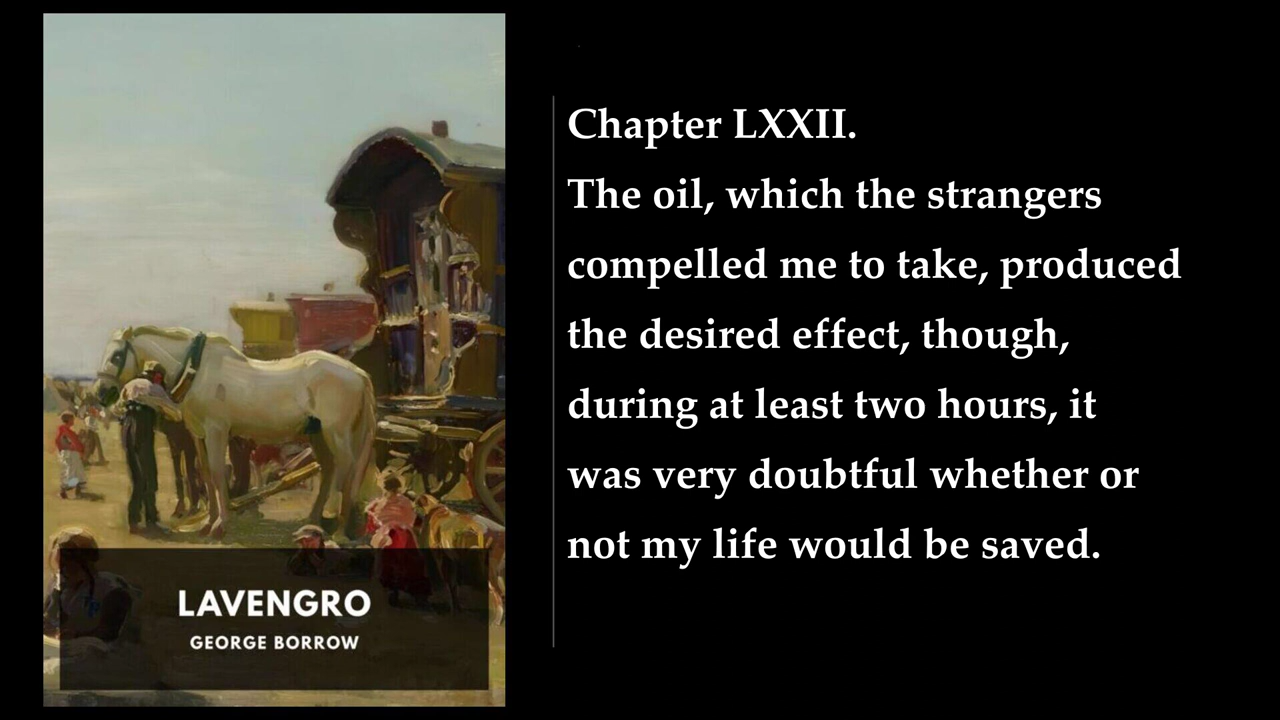 LAVENGRO
GEORGE BORROW
Chapter LXXII.
The oil, which the strangers
compelled me to take, produced
the desired effect, though,
during at least two hours, it
was very doubtful whether or
not my life would be saved.